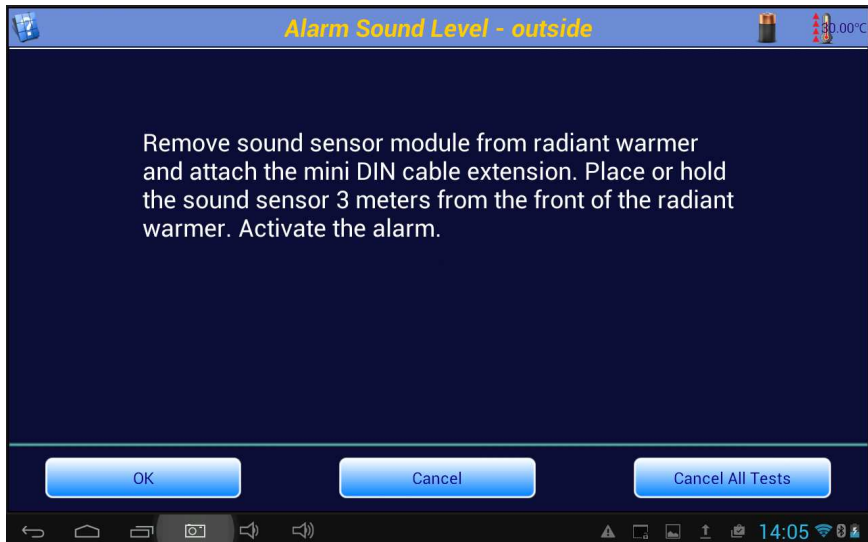 Alarm Sound Level - outside
30.00°C
Remove sound sensor module from radiant warmer
and attach the mini DIN cable extension. Place or hold
the sound sensor 3 meters from the front of the radiant
warmer. Activate the alarm.
OK
Cancel
Cancel All Tests
14:05